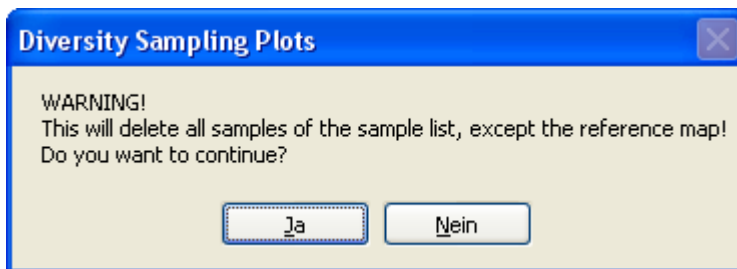 Diversity Sampling Plots
WARNING!
This will delete all samples of the sample list, except the reference map!
Do you want to continue?
Ja
Nein